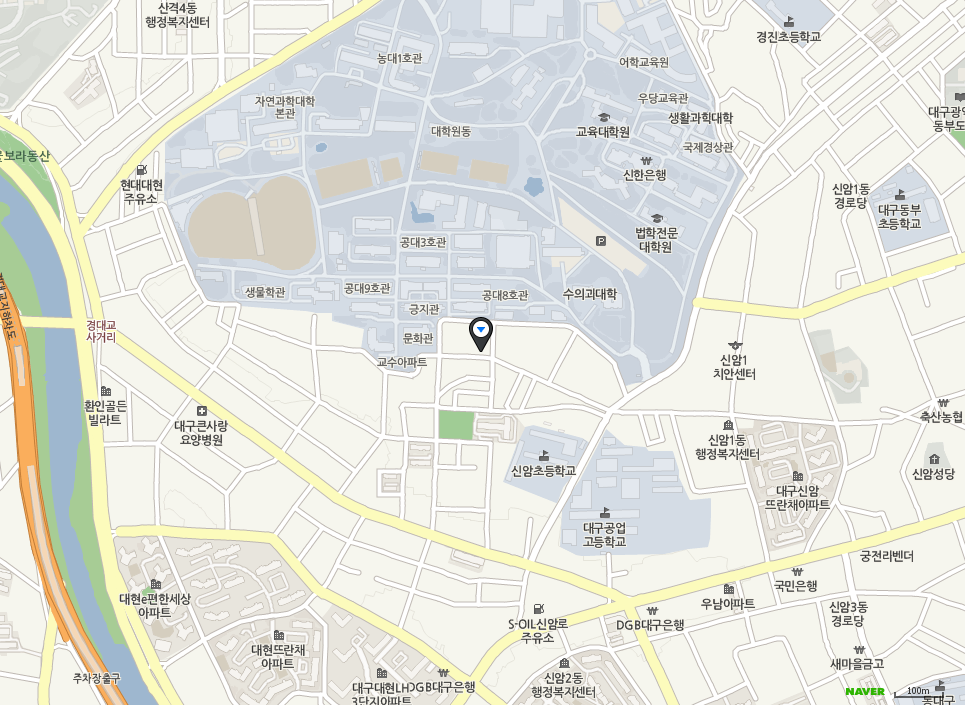 산격4동
행정복지센터
경진초등학교
농대1호관
어학교육원
자연과학대학
본관
우당교육관
생활과학대학
대구광역
동부도
대학원동
교육대학원
국제경상관
보라동산
현대대현
주유소
신한은행
신암1동
경로당
대구동부
초등학교
법학전문
대학원
공대3호관
P
생물학관
공대9호관
공대8호관
수의과대학
긍지관
경대교
사거리
문화관
교수아파트
신암1
치안센터
환인골든
빌라트
대구큰사랑
요양병원
축산농협
신암1동
행정복지센터
신암초등학교
신암성당
대구신암
뜨란채아파트
대구공업
고등학교
궁전리벤더
국민은행
대현e편한세상
아파트
우남아파트
신암3동
경로당
S-OIL신암로
주유소
DGB대구은행
대현뜨란채
아파트
새마을금고
주차장출구
대구대현LH
3단지아파트
DGB대구은행
신암2동
행정복지센터
NAVER
100m
동대구